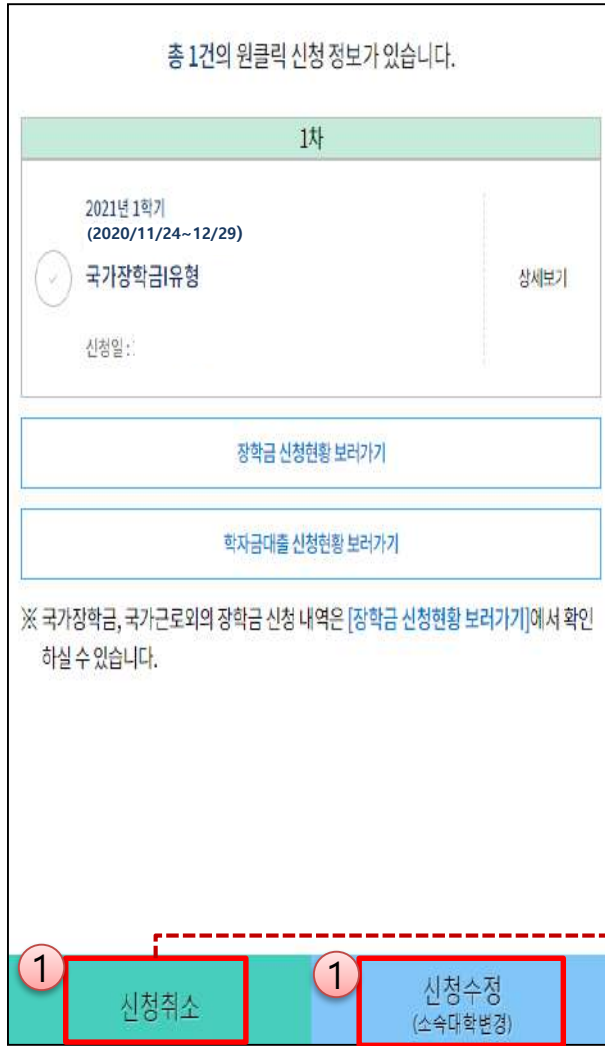 총 1건의 원클릭 신청 정보가 있습니다.
1차
2021년 1학기
(2020/11/24~12/29)
국가장학금I유형
상세보기
신청일 :
장학금 신청현황 보러가기
학자금대출 신청현황 보러가기
※ 국가장학금, 국가근로외의 장학금 신청 내역은 [장학금 신청현황 보러가기]에서 확인
하실 수 있습니다.
1
신청취소
1
신청수정
(소속대학변경)